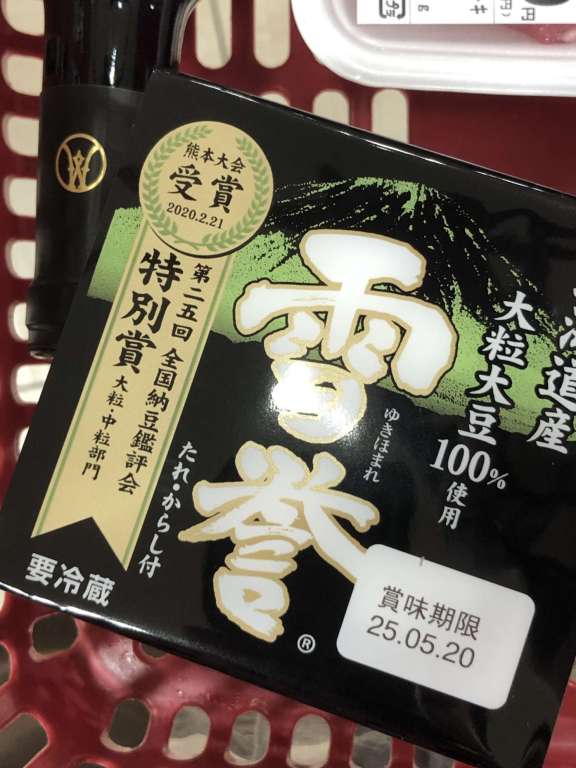 熊本大会
受賞
2020.2.21
第二五回 全国納豆鑑評会
特別賞
大粒・中粒部門
雪誉
ゆきほまれ
海道産
大粒大豆
100%
使用
たれ・からし付
要冷蔵
®
賞味期限
25.05.20
円
g